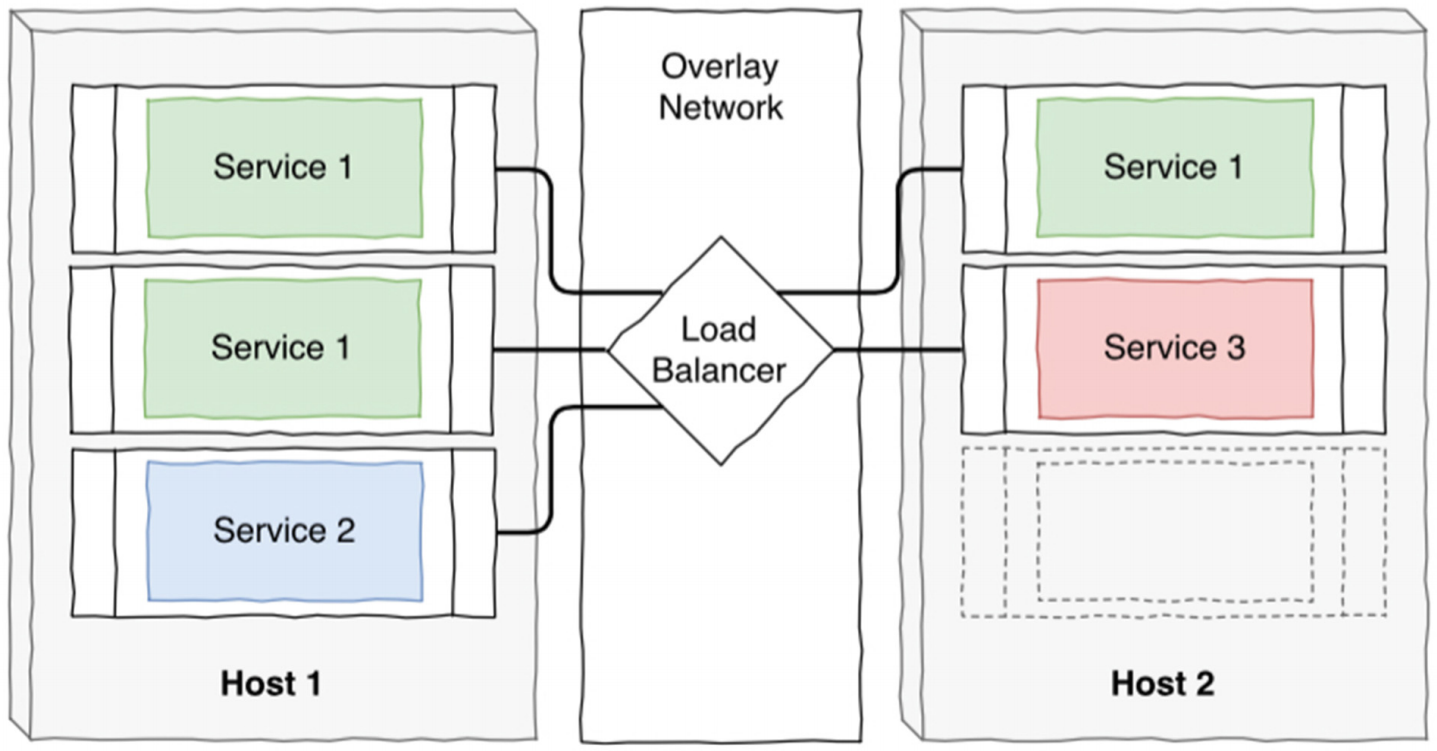 Overlay
Network
Service 1
Service 1
Service 2
Host 1
Load
Balancer
Service 1
Service 3
Host 2